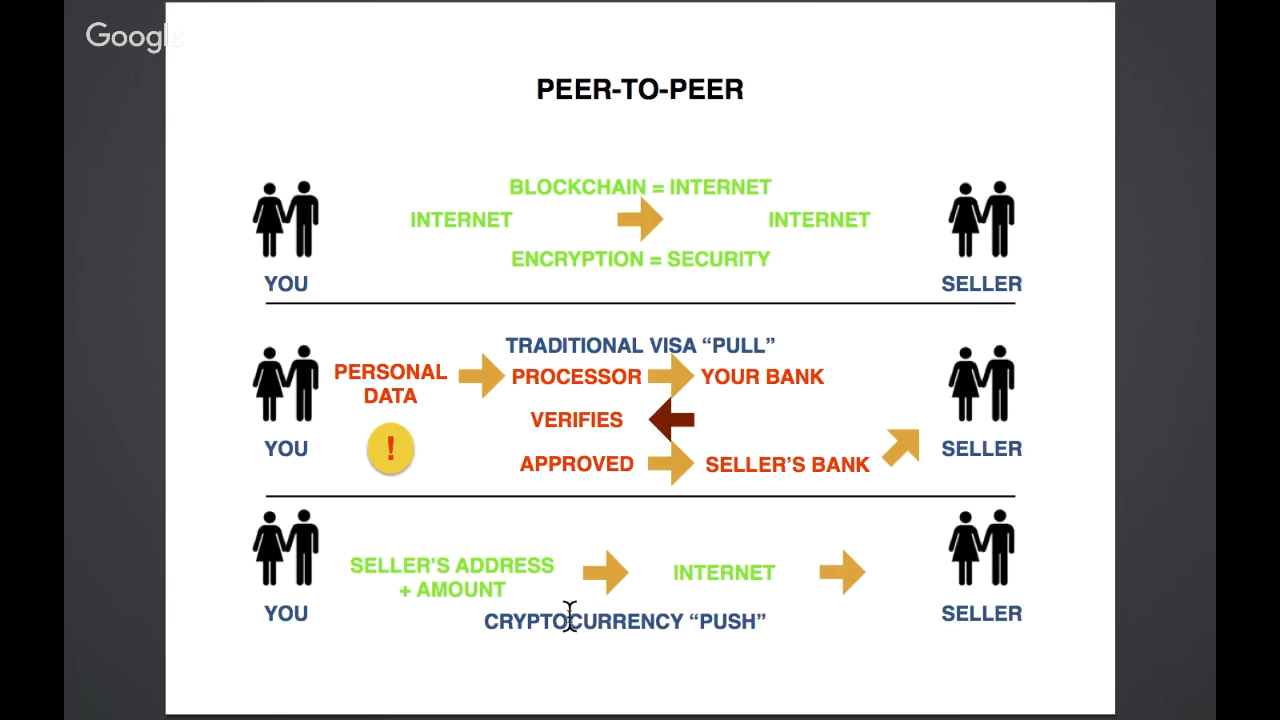 Google
PEER-TO-PEER
BLOCKCHAIN = INTERNET
INTERNET INTERNET
ENCRYPTION = SECURITY
YOU SELLER
TRADITIONAL VISA “PULL”
PERSONAL DATA PROCESSOR YOUR BANK
VERIFIES
! APPROVED SELLER’S BANK
YOU SELLER
SELLER’S ADDRESS
+ AMOUNT
INTERNET
YOU SELLER
CRYPTOCURRENCY “PUSH”